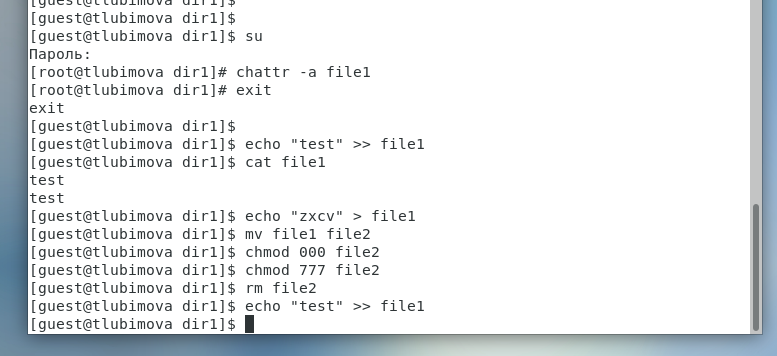 [guest@tlubimova dir1]$
[guest@tlubimova dir1]$
[guest@tlubimova dir1]$ su
Пароль:
[root@tlubimova dir1]# chattr -a file1
[root@tlubimova dir1]# exit
exit
[guest@tlubimova dir1]$
[guest@tlubimova dir1]$ echo "test" >> file1
[guest@tlubimova dir1]$ cat file1
test
test
[guest@tlubimova dir1]$ echo "zxcv" > file1
[guest@tlubimova dir1]$ mv file1 file2
[guest@tlubimova dir1]$ chmod 000 file2
[guest@tlubimova dir1]$ chmod 777 file2
[guest@tlubimova dir1]$ rm file2
[guest@tlubimova dir1]$ echo "test" >> file1
[guest@tlubimova dir1]$